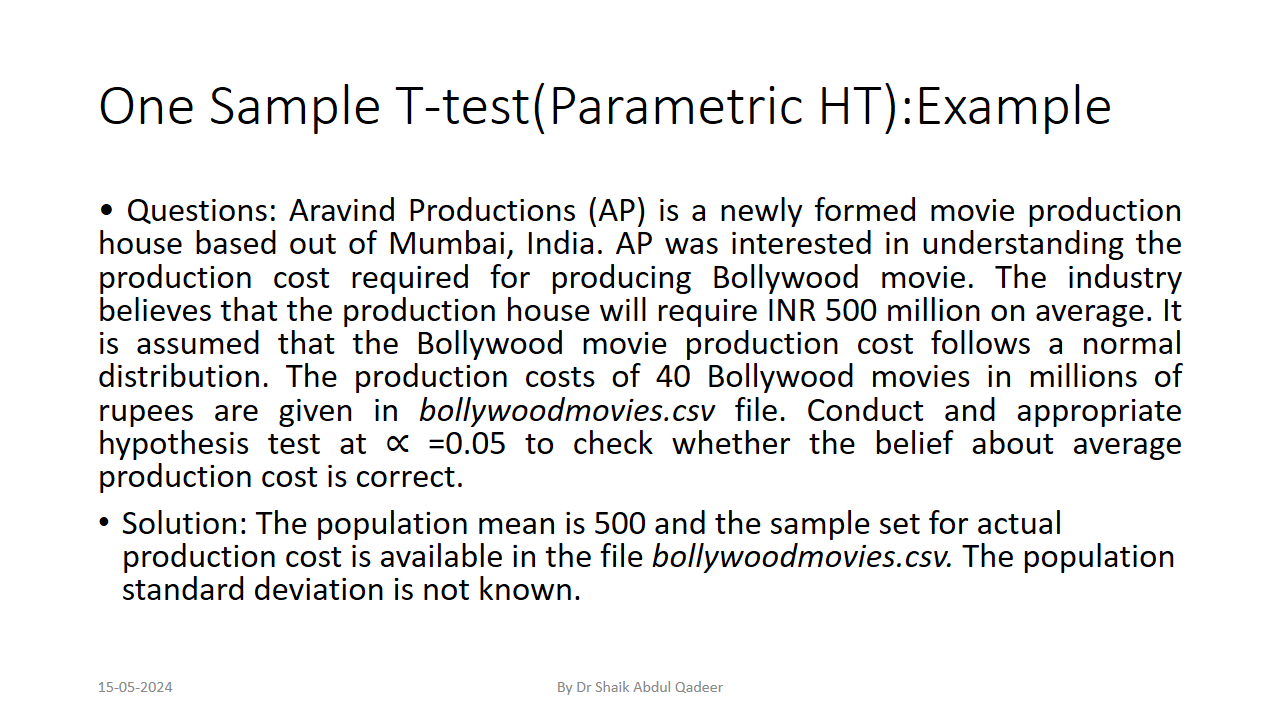 One Sample T-test(Parametric HT):Example
• Questions: Aravind Productions (AP) is a newly formed movie production
house based out of Mumbai, India. AP was interested in understanding the
production cost required for producing Bollywood movie. The industry
believes that the production house will require INR 500 million on average. It
is assumed that the Bollywood movie production cost follows a normal
distribution. The production costs of 40 Bollywood movies in millions of
rupees are given in bollywoodmovies.csv file. Conduct and appropriate
hypothesis test at ∝ =0.05 to check whether the belief about average
production cost is correct.
• Solution: The population mean is 500 and the sample set for actual
production cost is available in the file bollywoodmovies.csv. The population
standard deviation is not known.
15-05-2024
By Dr Shaik Abdul Qadeer